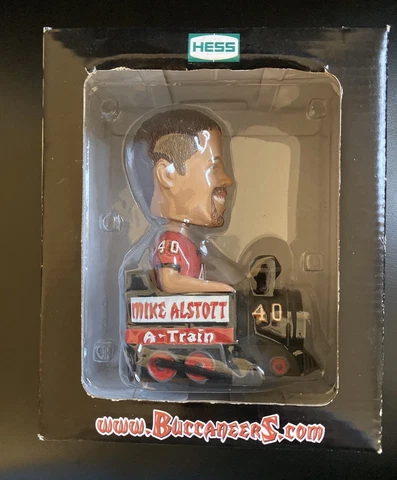 HESS
40
MIKE ALSTOTT
40
A-Train
www.BuccaneerS.com